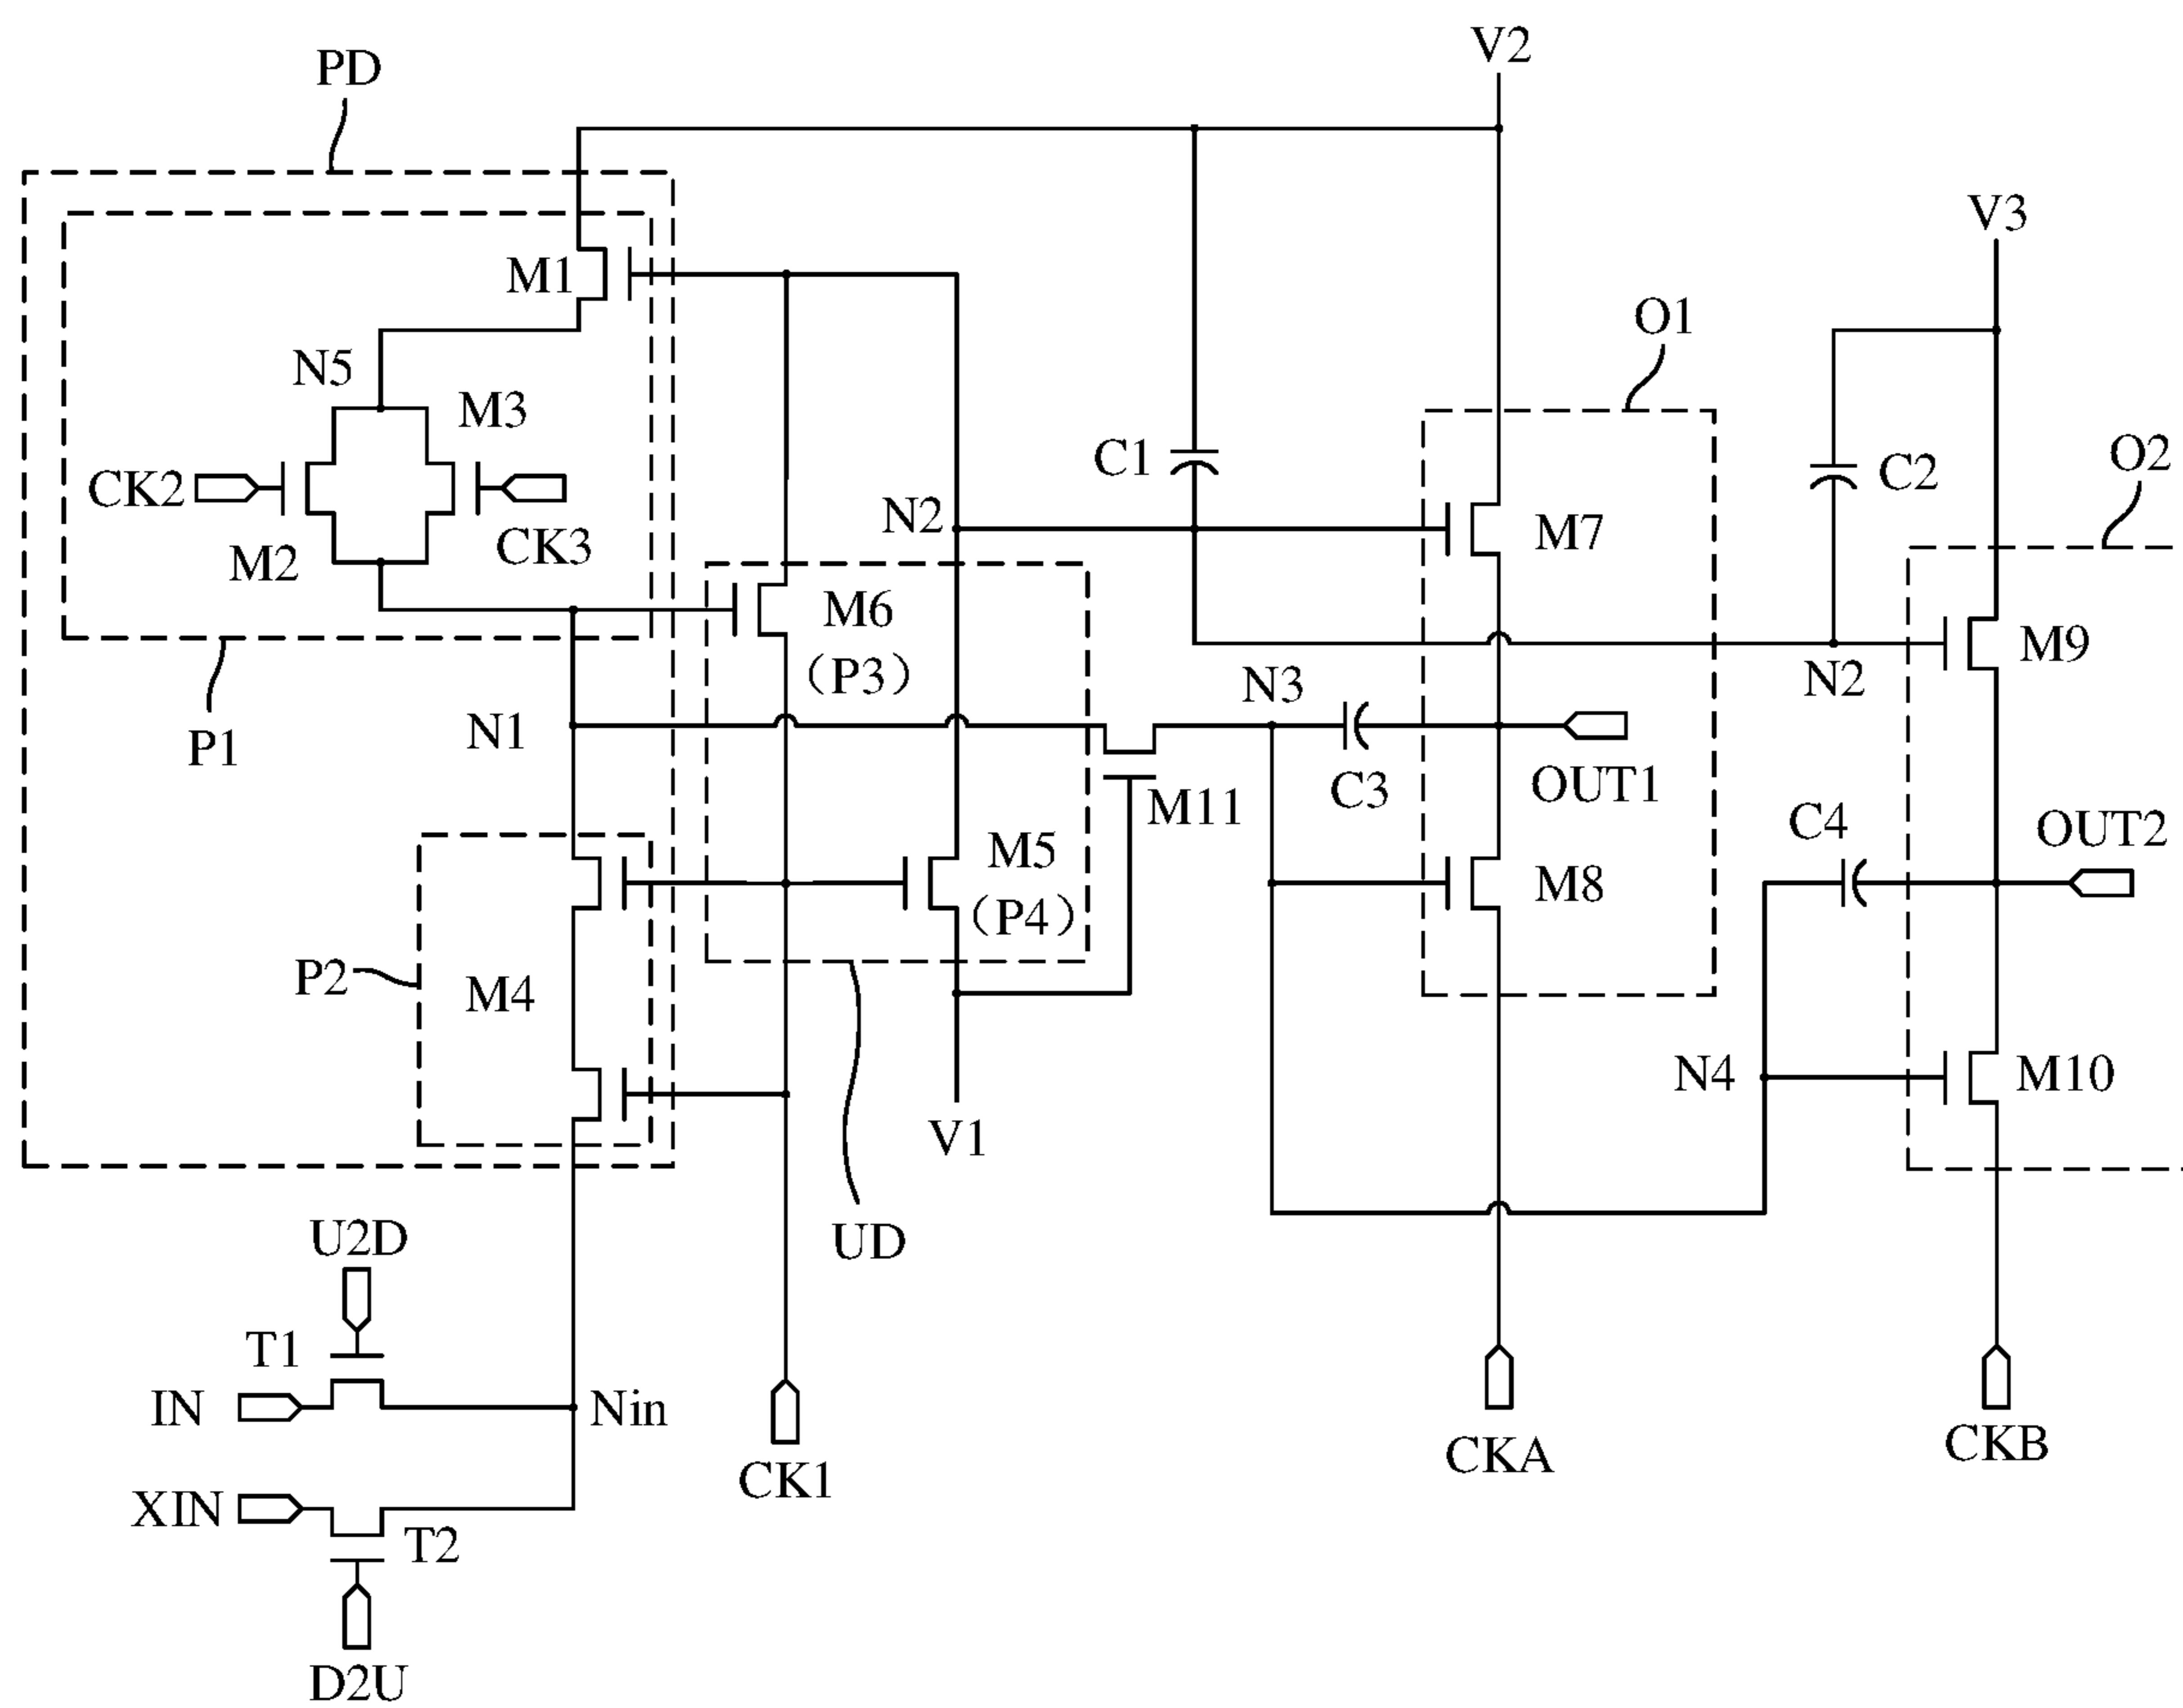 V2
PD
V3
M1
O1
N5
M3
C1
O2
C2
CK2
N2
M7
CK3
M2
M6
(P3)
M9
N3
N2
N1
P1
OUT1
C3
M11
C4
OUT2
M5
(P4)
M8
P2
M4
N4
M10
V1
U2D
UD
T1
IN
Nin
CKA
CKB
CK1
XIN
T2
D2U